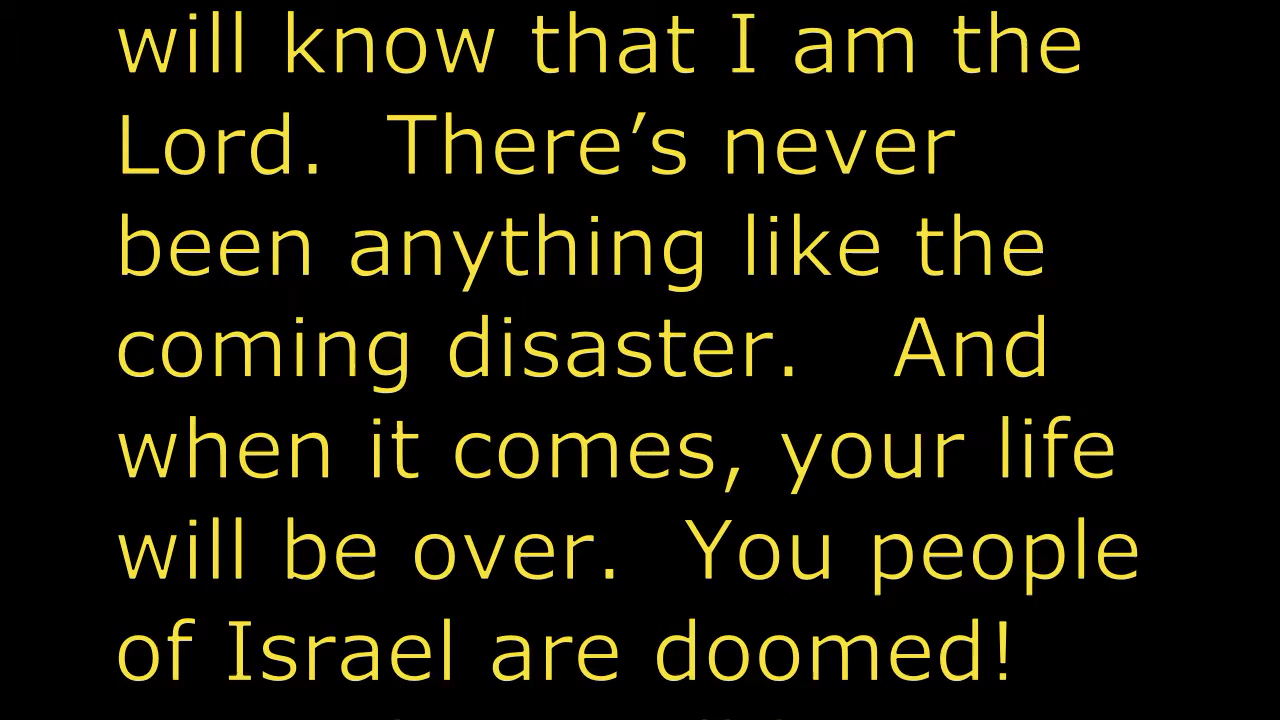 will know that I am the
Lord.  There’s never
been anything like the
coming disaster.   And
when it comes, your life
will be over.  You people
of Israel are doomed!